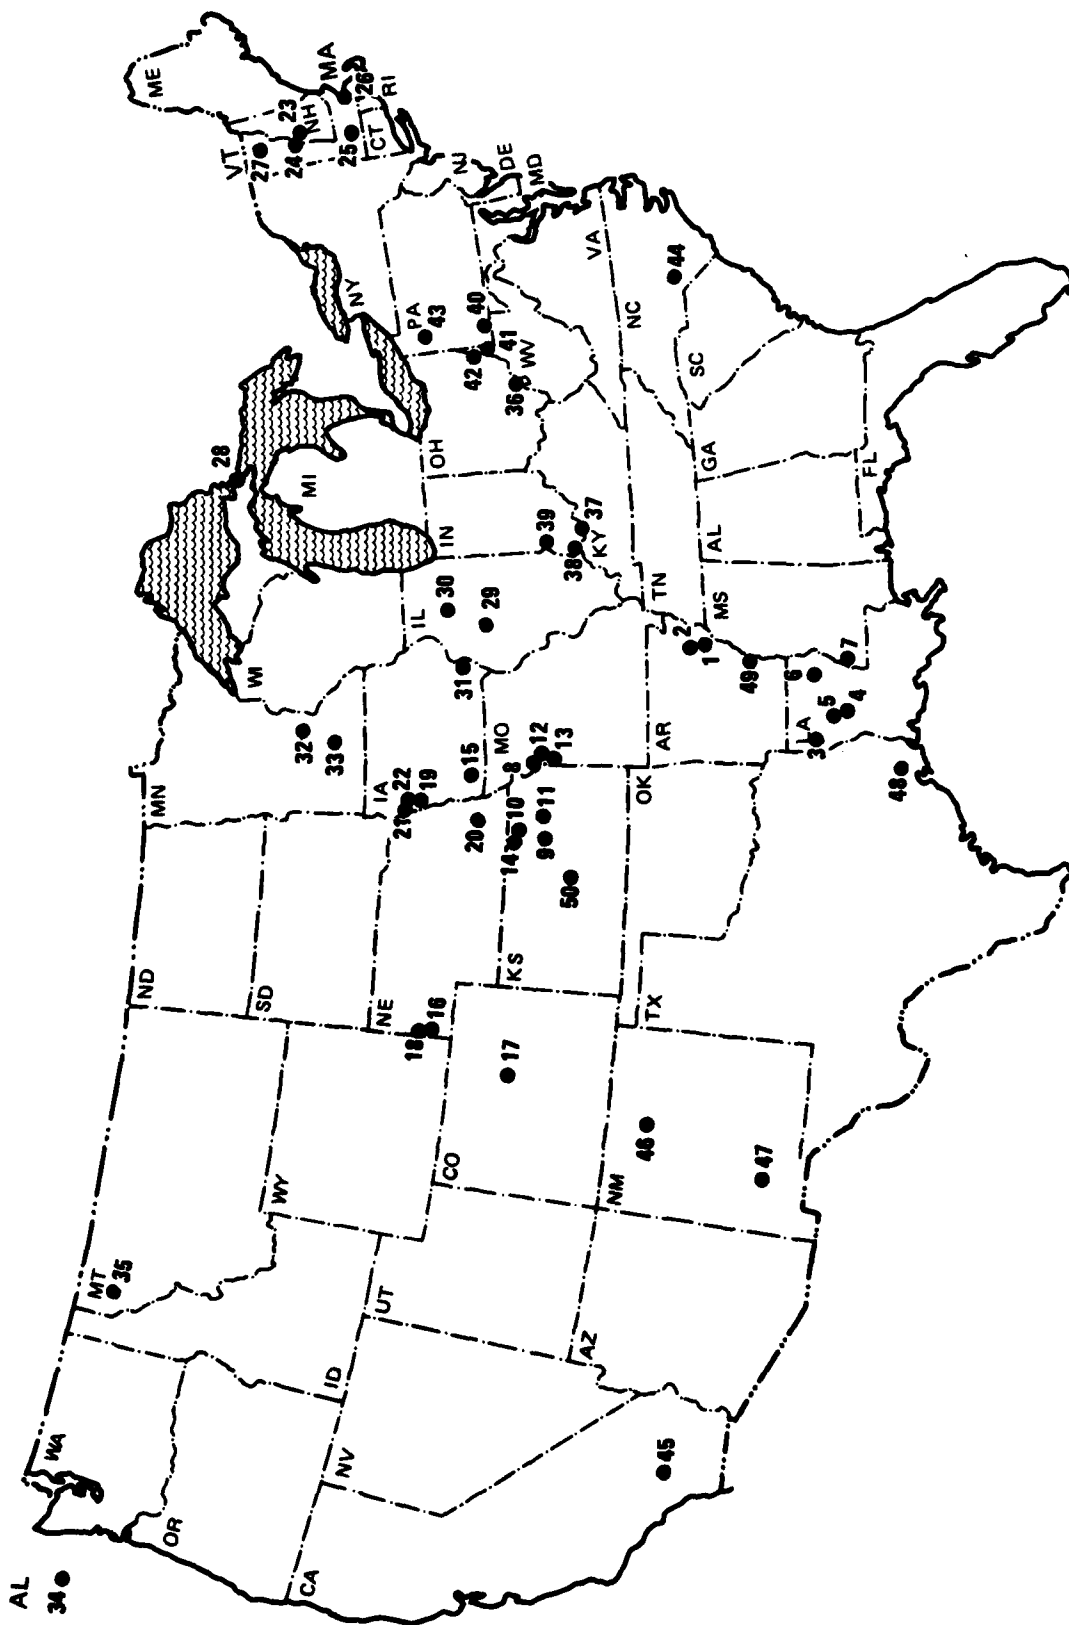 AL
34
WA
OR
CA
NV
ID
MT
35
UT
AZ
45
WY
CO
NM
17
46
47
ND
SD
NE
18
16
KS
TX
50
14
10
9
11
20
21
22
19
15
MN
32
33
IA
MO
8
12
13
OK
AR
LA
3
5
4
6
7
48
49
WI
IL
31
30
29
2
1
TN
MS
AL
28
MI
IN
39
38
37
KY
OH
GA
FL
SC
NC
VA
44
36
WV
42
41
40
PA
43
NY
NJ
DE
MD
VT
27
24
23
NH
25
CT
RI
26
MA
ME